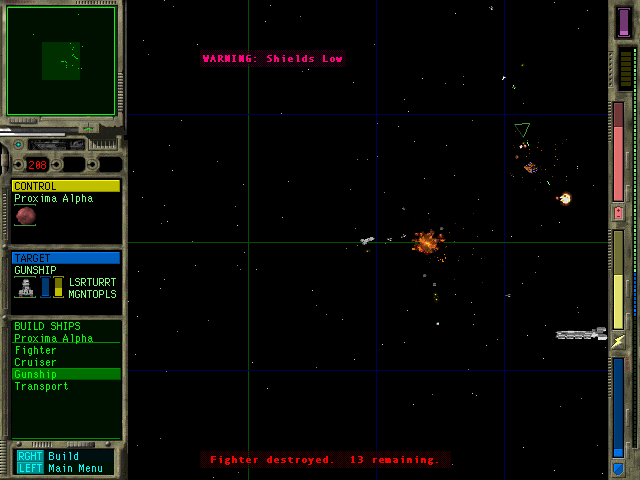 WARNING: Shields Low
208
CONTROL
Proxima Alpha
TARGET
GUNSHIP
LSRTURRT
MGNTOPLS
BUILD SHIPS
Proxima Alpha
Fighter
Cruiser
Gunship
Transport
RGHT Build
LEFT Main Menu
Fighter destroyed. 13 remaining.